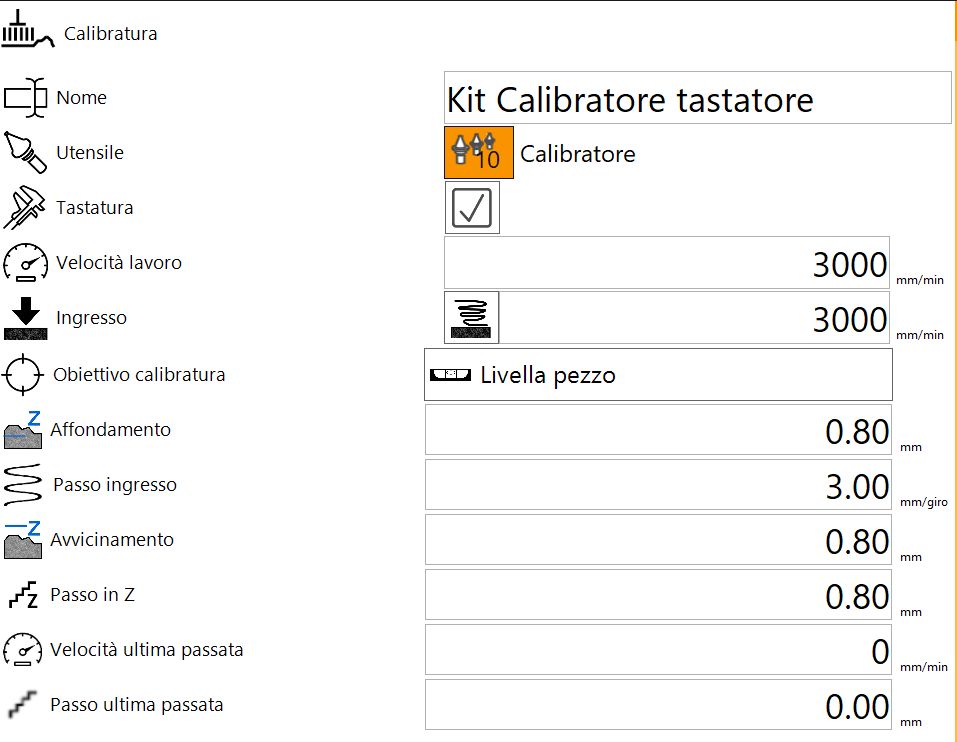 Calibratura
Nome Kit Calibratore tastatore
Utensile 10 Calibratore
Tastatura
Velocità lavoro 3000 mm/min
Ingresso 3000 mm/min
Obiettivo calibratura Livella pezzo
Z Affondamento 0.80 mm
Passo ingresso 3.00 mm/giro
Z Avvicinamento 0.80 mm
Z Passo in Z 0.80 mm
Velocità ultima passata 0 mm/min
Passo ultima passata 0.00 mm